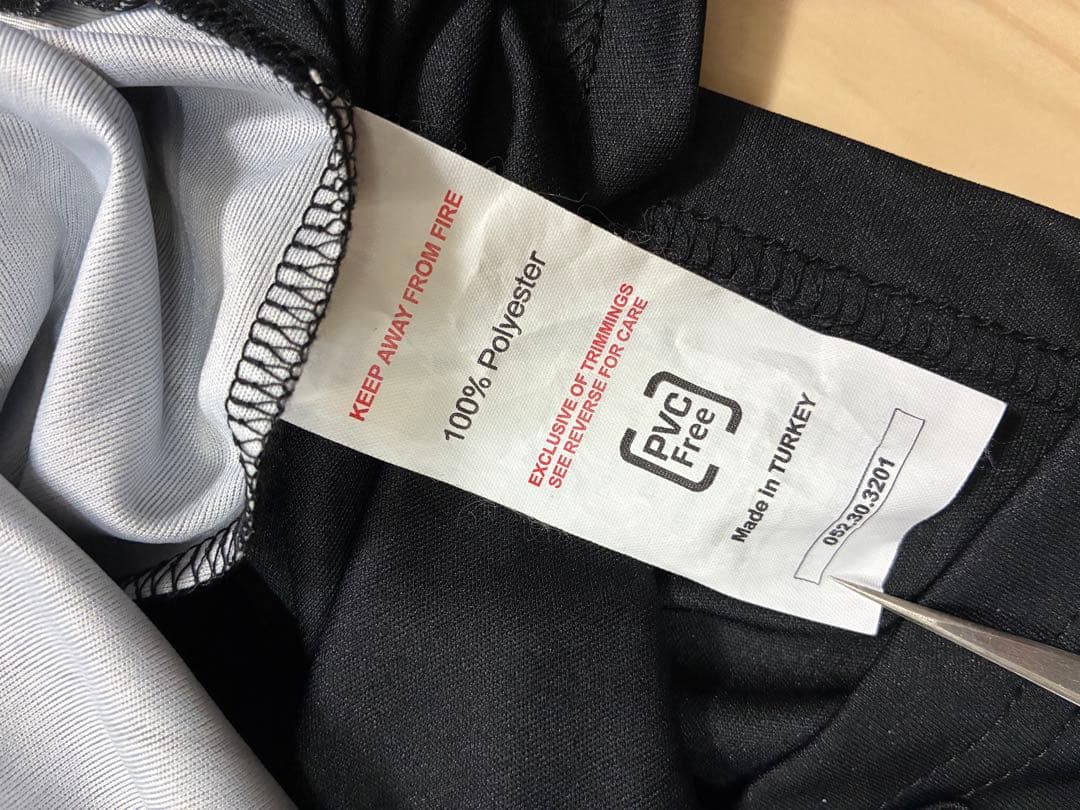 KEEP AWAY FROM FIRE
100% Polyester
EXCLUSIVE OF TRIMMINGS
SEE REVERSE FOR CARE
PVC
Free
Made in TURKEY
052.30.3201